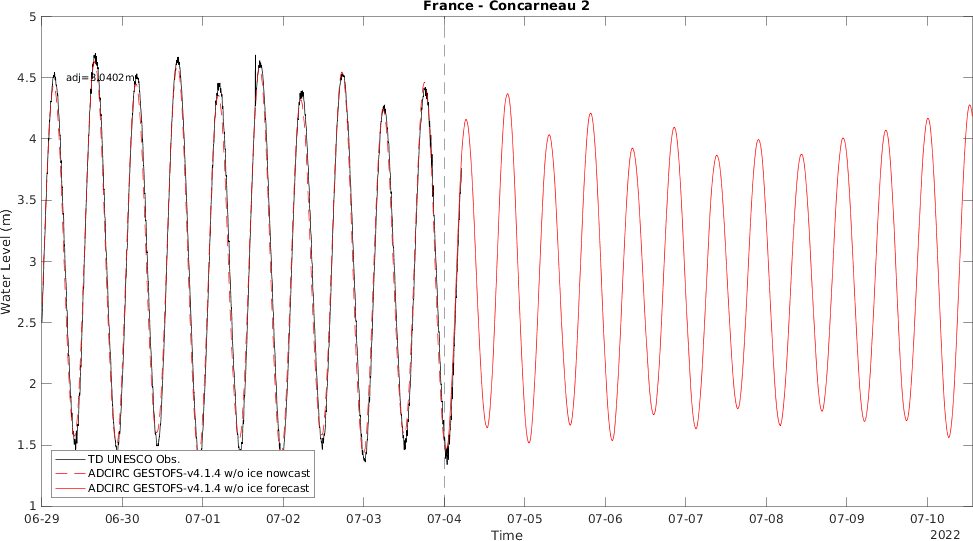 France - Concarneau 2
5
4.5
4
3.5
3
2.5
2
1.5
1
Water Level (m)
adj=3.0402m
TD UNESCO Obs.
ADCIRC GESTOFS-v4.1.4 w/o ice nowcast
ADCIRC GESTOFS-v4.1.4 w/o ice forecast
06-29 06-30 07-01 07-02 07-03 07-04 07-05 07-06 07-07 07-08 07-09 07-10
Time
2022